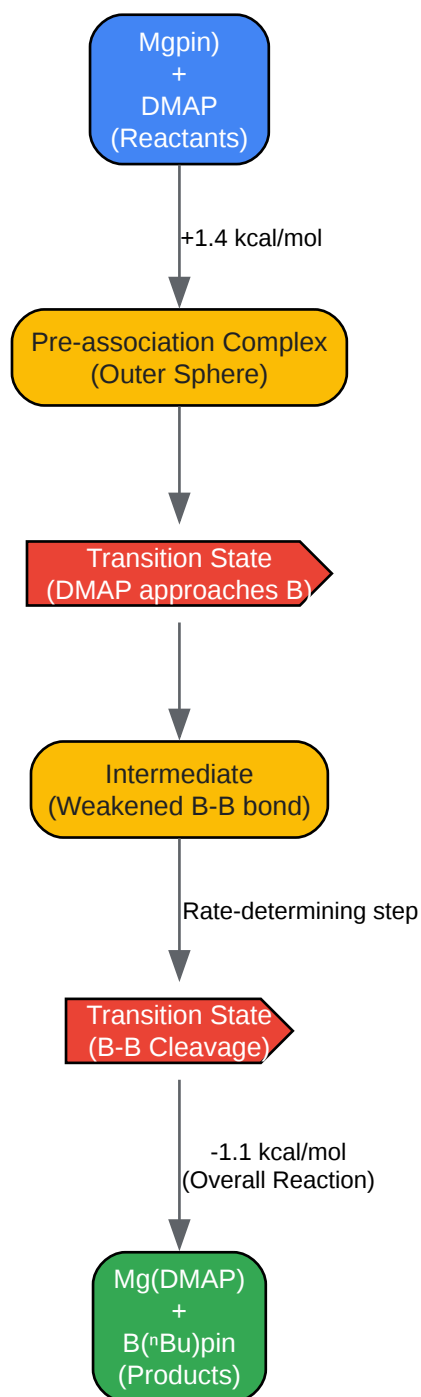 Mgpin)
+
DMAP
(Reactants)
+1.4 kcal/mol
Pre-association Complex
(Outer Sphere)
Transition State
(DMAP approaches B)
Intermediate
(Weakened B-B bond)
Rate-determining step
Transition State
(B-B Cleavage)
-1.1 kcal/mol
(Overall Reaction)
Mg(DMAP)
+
B(ⁿBu)pin
(Products)